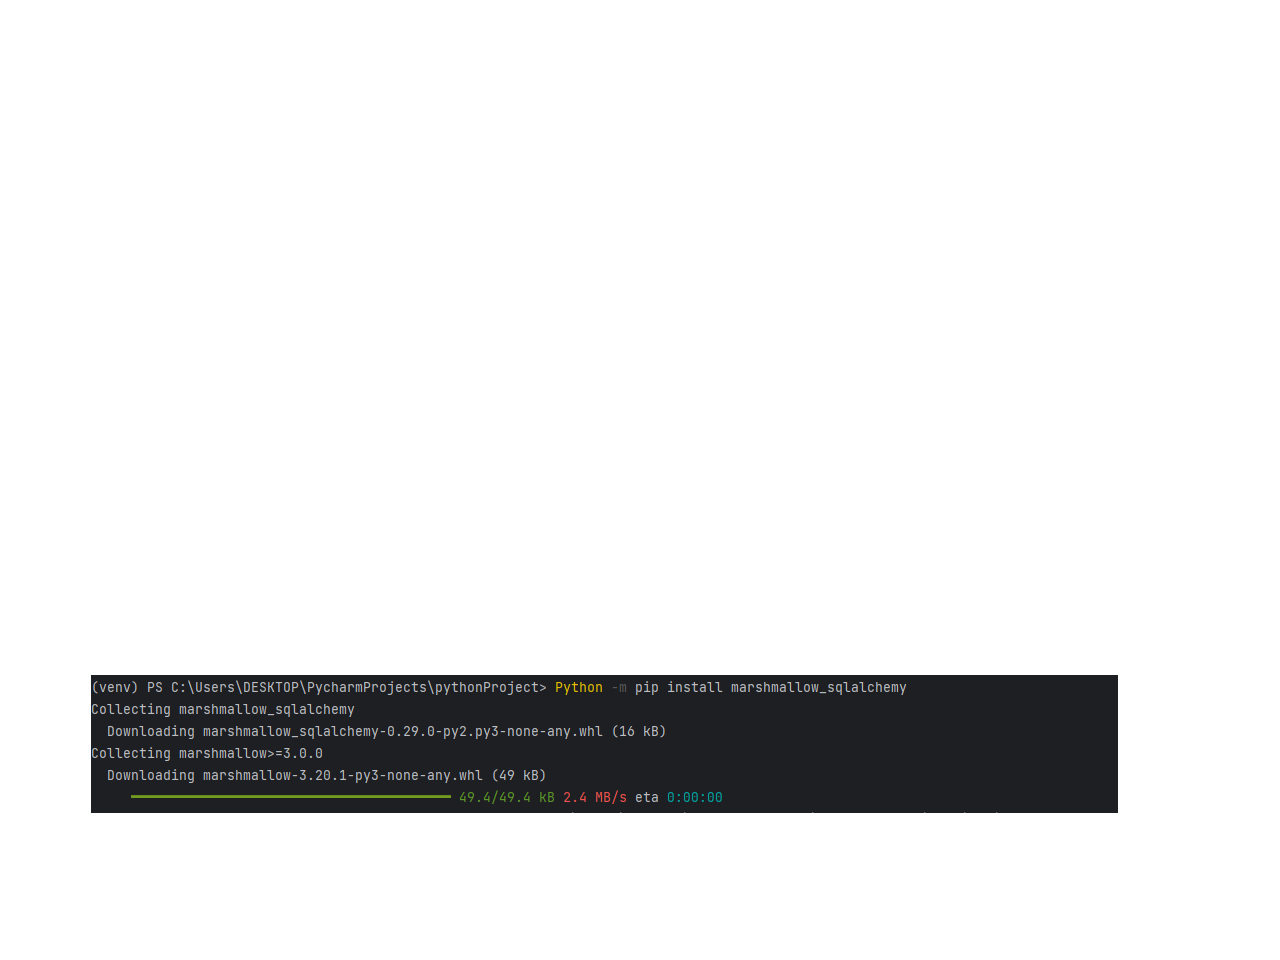 (venv) PS C:\Users\DESKTOP\PycharmProjects\pythonProject> Python -m pip install marshmallow_sqlalchemy
Collecting marshmallow_sqlalchemy
Downloading marshmallow_sqlalchemy-0.29.0-py2.py3-none-any.whl (16 kB)
Collecting marshmallow>=3.0.0
Downloading marshmallow-3.20.1-py3-none-any.whl (49 kB)
49.4/49.4 kB 2.4 MB/s eta 0:00:00